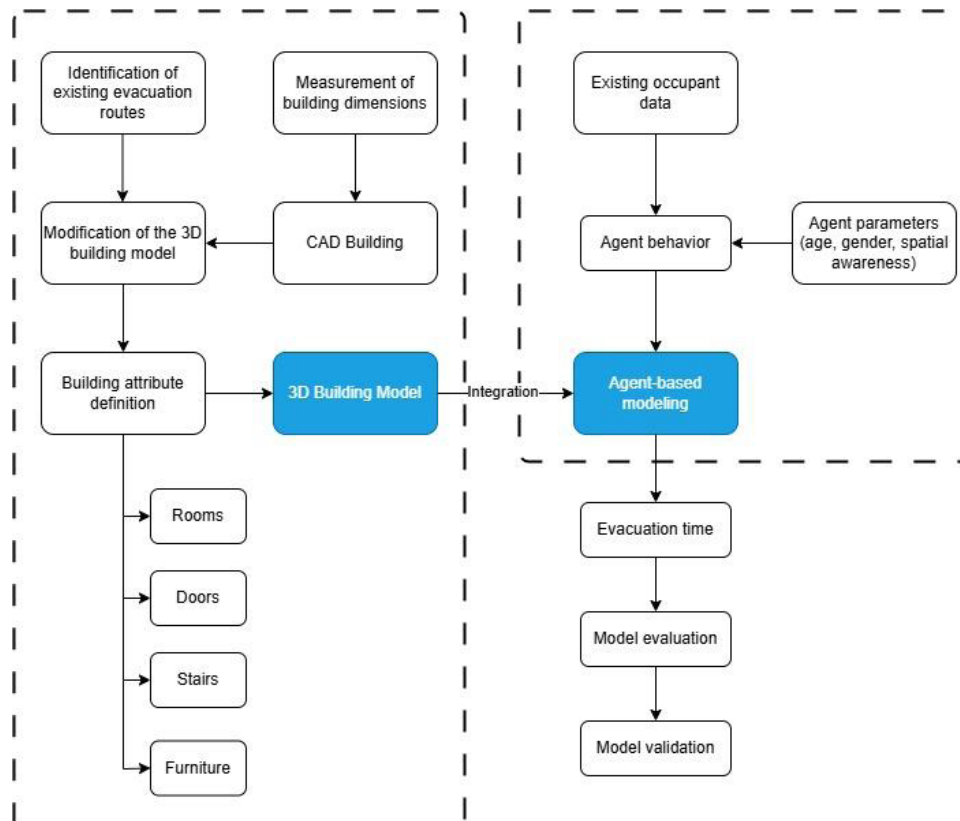 Identification of
existing evacuation
routes
Measurement of
building dimensions
Existing occupant
data
Modification of the 3D
building model
CAD Building
Agent behavior
Agent parameters
(age, gender, spatial
awareness)
Building attribute
definition
3D Building Model
Integration
Agent-based
modeling
Rooms
Doors
Stairs
Furniture
Evacuation time
Model evaluation
Model validation